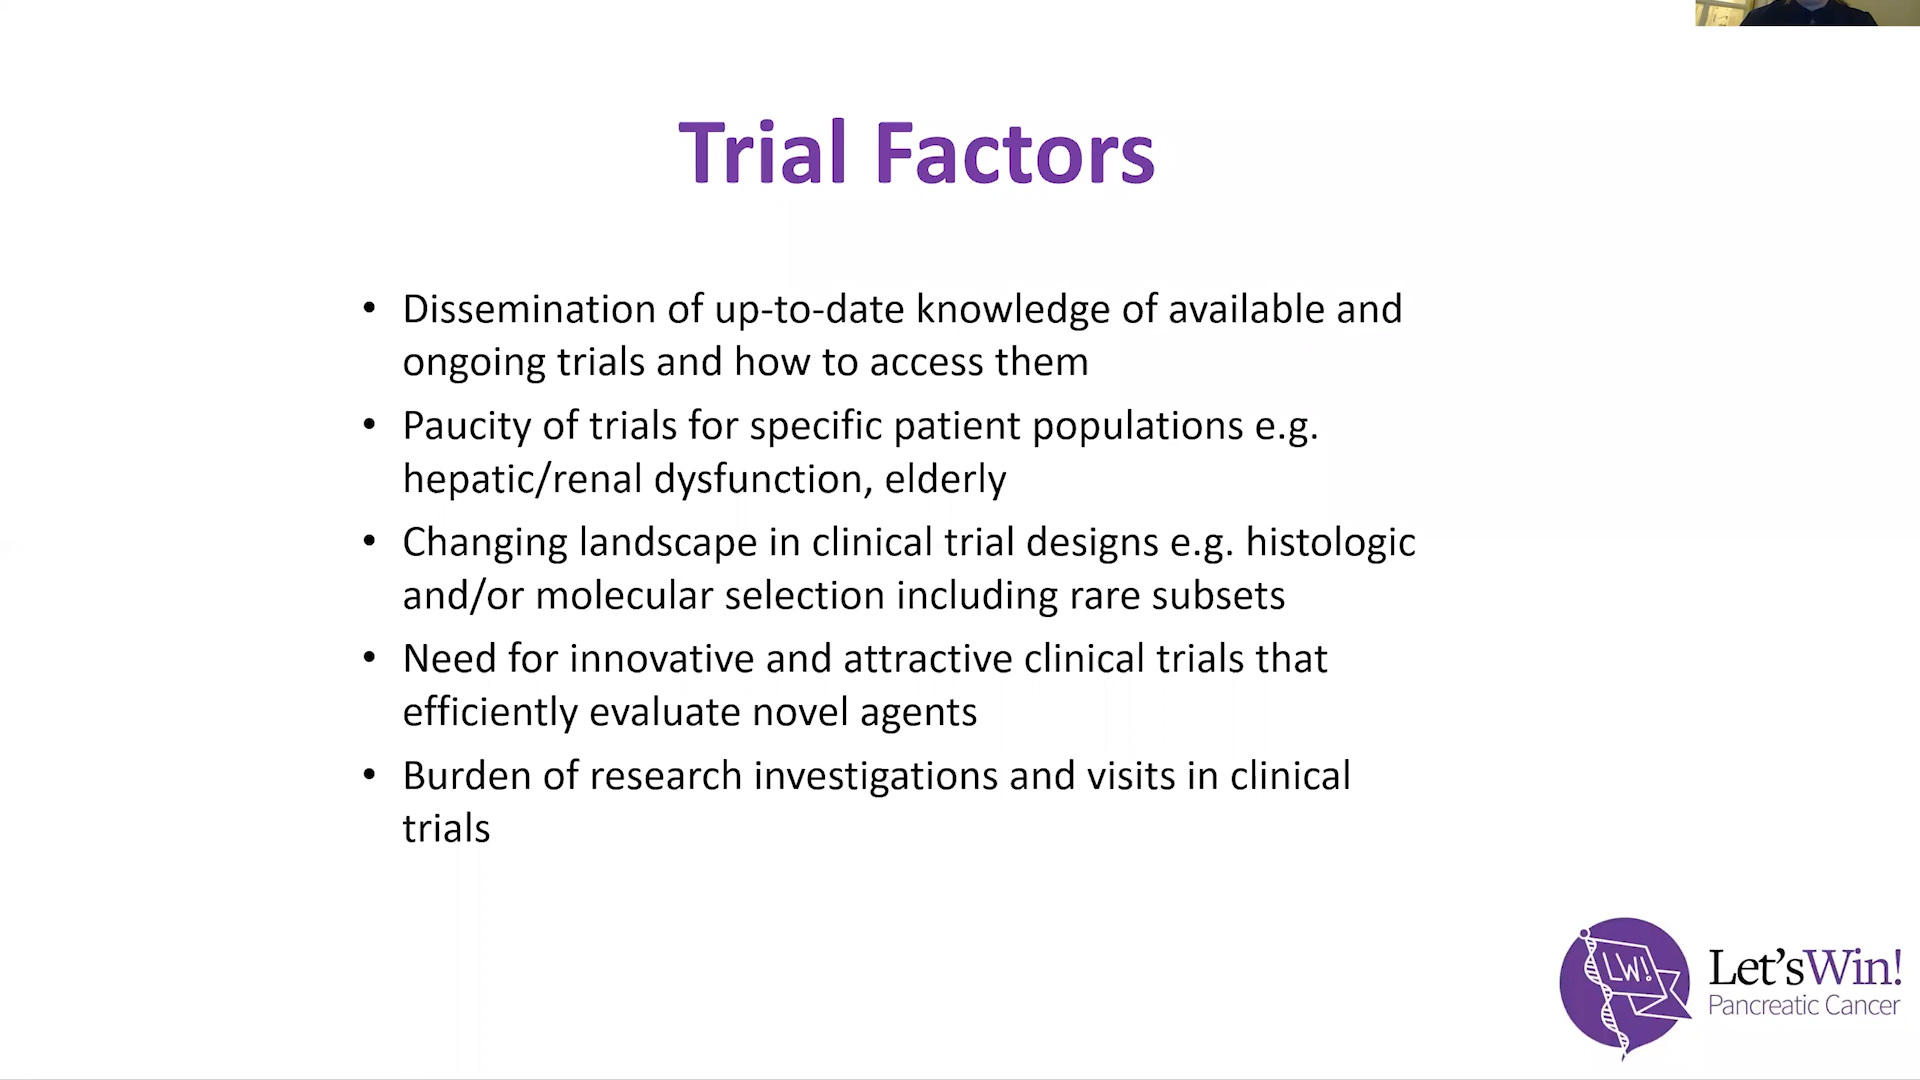 Trial Factors
• Dissemination of up-to-date knowledge of available and
ongoing trials and how to access them
• Paucity of trials for specific patient populations e.g.
hepatic/renal dysfunction, elderly
• Changing landscape in clinical trial designs e.g. histologic
and/or molecular selection including rare subsets
• Need for innovative and attractive clinical trials that
efficiently evaluate novel agents
• Burden of research investigations and visits in clinical
trials
LW!
Let'sWin!
Pancreatic Cancer